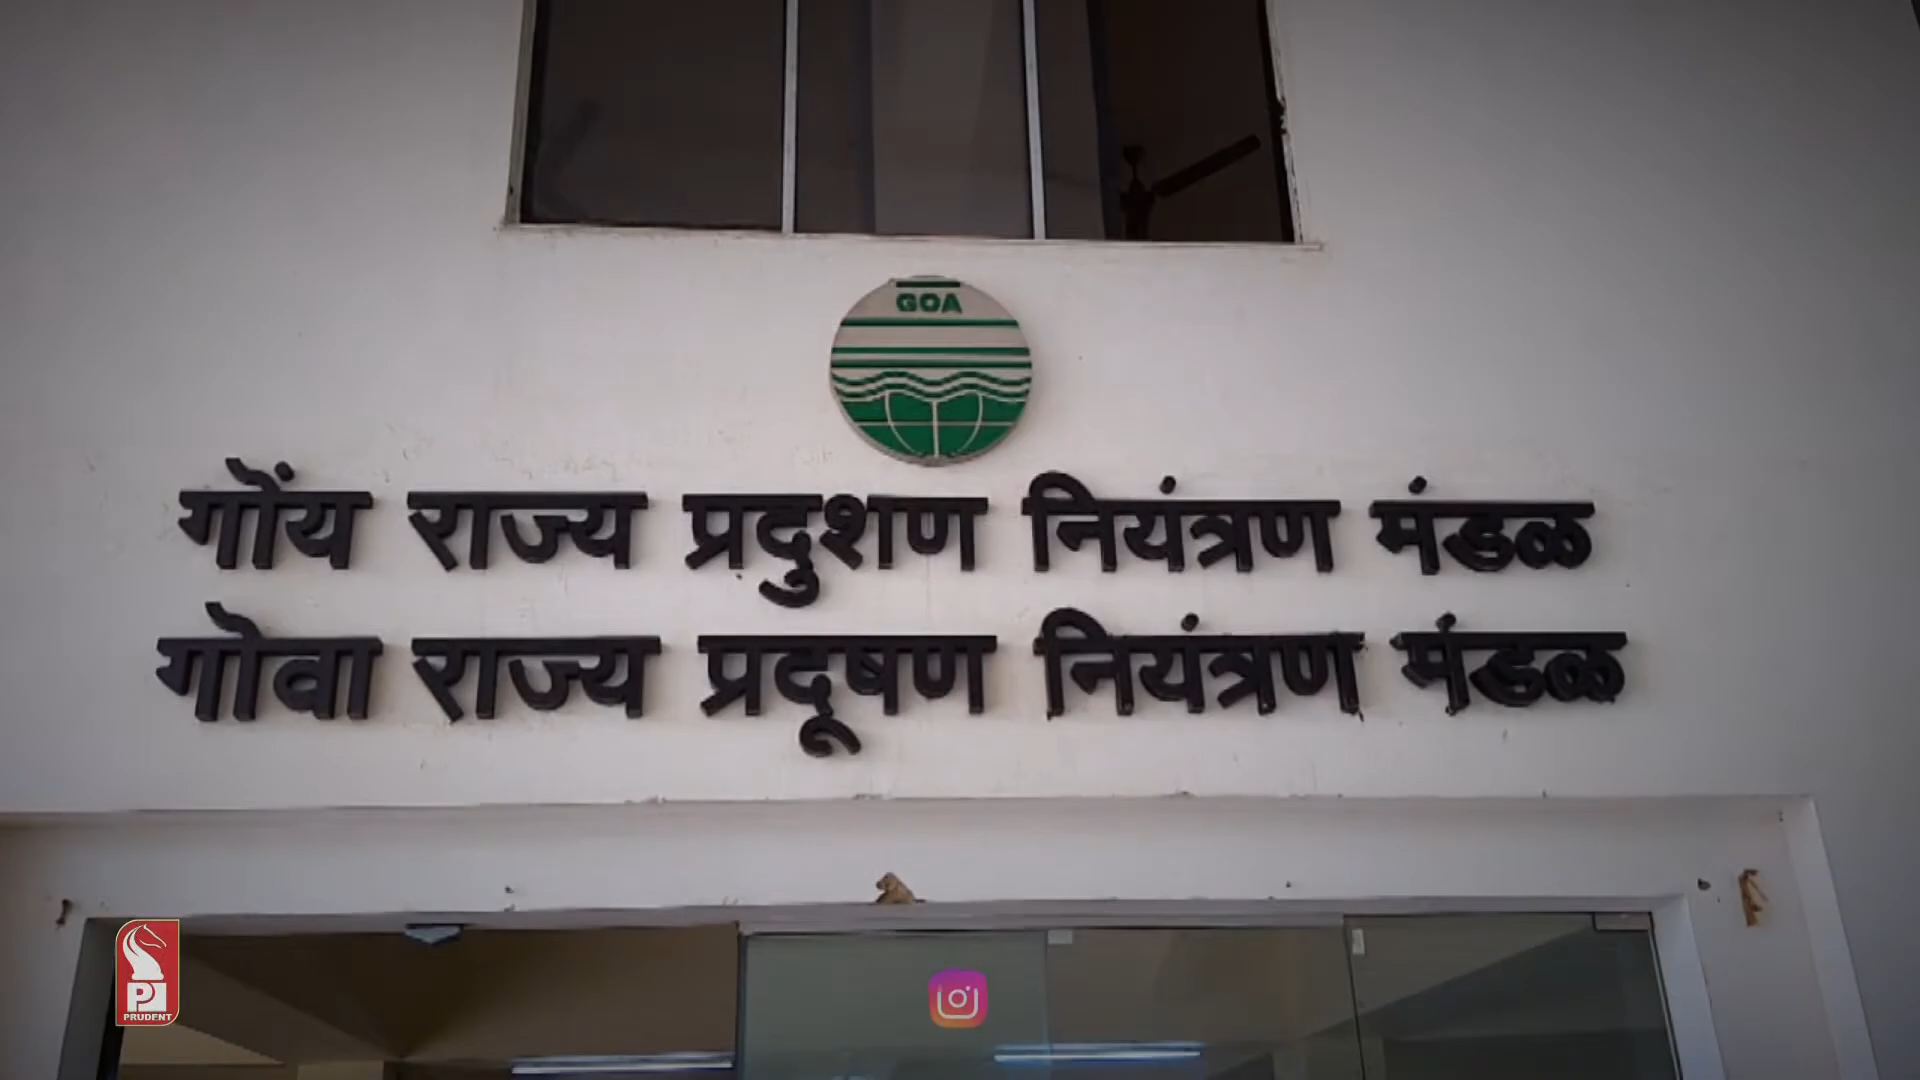 GOA
गोंय राज्य प्रदुशण नियंत्रण मंडळ
गोवा राज्य प्रदूषण नियंत्रण मंडळ
PRUDENT